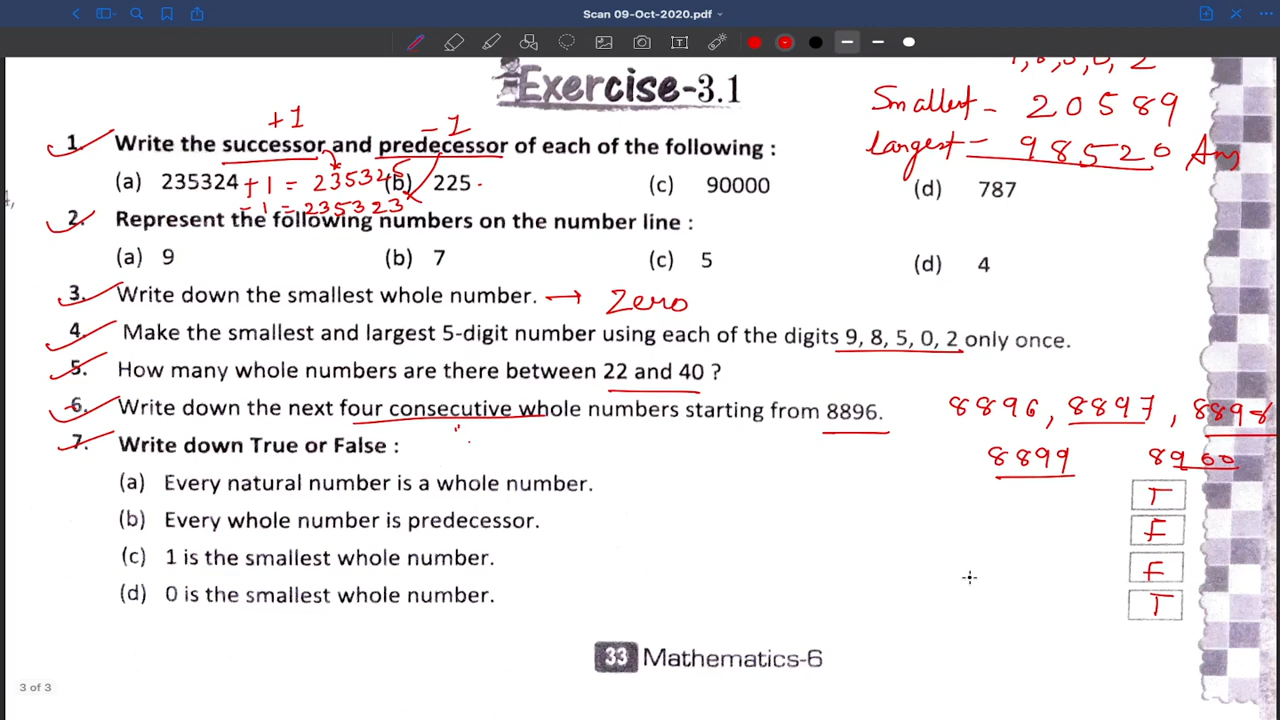 Scan 09-Oct-2020.pdf
Exercise-3.1
Smallest - 20589
largest - 98520 Ans
+1
-1
1. Write the successor and predecessor of each of the following :
(a) 235324 +1 = 235325 (b) 225 (c) 90000 (d) 787
-1 = 235323
2. Represent the following numbers on the number line :
(a) 9 (b) 7 (c) 5 (d) 4
3. Write down the smallest whole number. → Zero
4. Make the smallest and largest 5-digit number using each of the digits 9, 8, 5, 0, 2 only once.
5. How many whole numbers are there between 22 and 40 ?
6. Write down the next four consecutive whole numbers starting from 8896. 8896, 8897, 8898
8899 8900
7. Write down True or False :
(a) Every natural number is a whole number. T
(b) Every whole number is predecessor. F
(c) 1 is the smallest whole number. F
(d) 0 is the smallest whole number. T
33 Mathematics-6
3 of 3